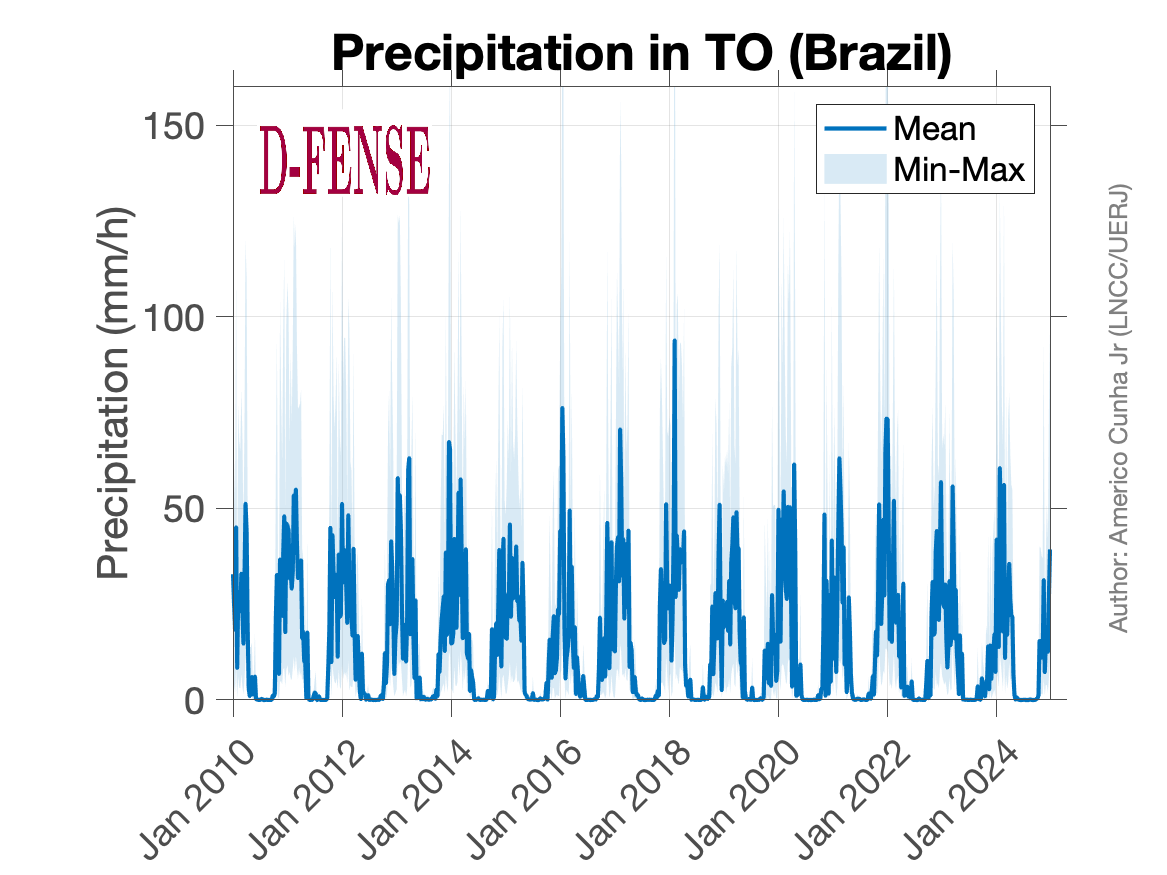 Precipitation in TO (Brazil)
D-FENSE
Mean
Min-Max
Precipitation (mm/h)
150
100
50
0
Jan 2010
Jan 2012
Jan 2014
Jan 2016
Jan 2018
Jan 2020
Jan 2022
Jan 2024
Author: Americo Cunha Jr (LNCC/UERJ)